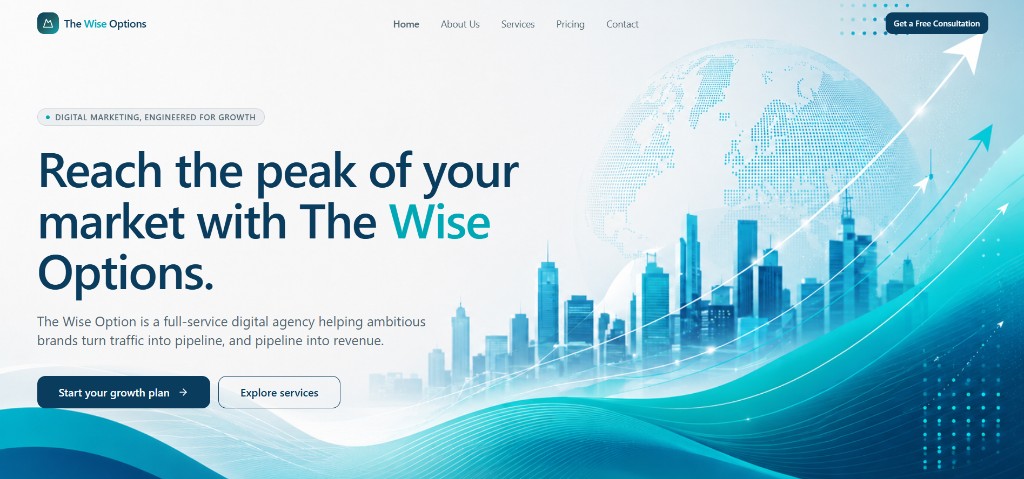 The Wise Options
Home About Us Services Pricing Contact
Get a Free Consultation
DIGITAL MARKETING, ENGINEERED FOR GROWTH
Reach the peak of your
market with The Wise
Options.
The Wise Option is a full-service digital agency helping ambitious
brands turn traffic into pipeline, and pipeline into revenue.
Start your growth plan →
Explore services